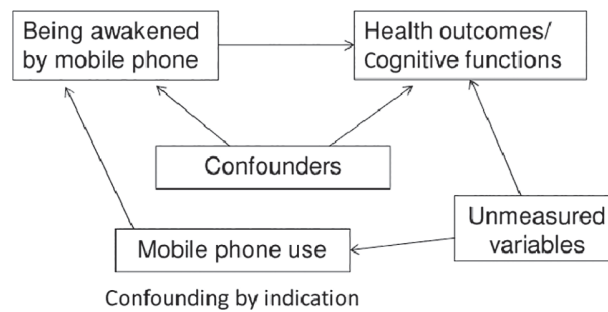 Being awakened
by mobile phone
Health outcomes/
Cognitive functions
Confounders
Unmeasured
variables
Mobile phone use
Confounding by indication